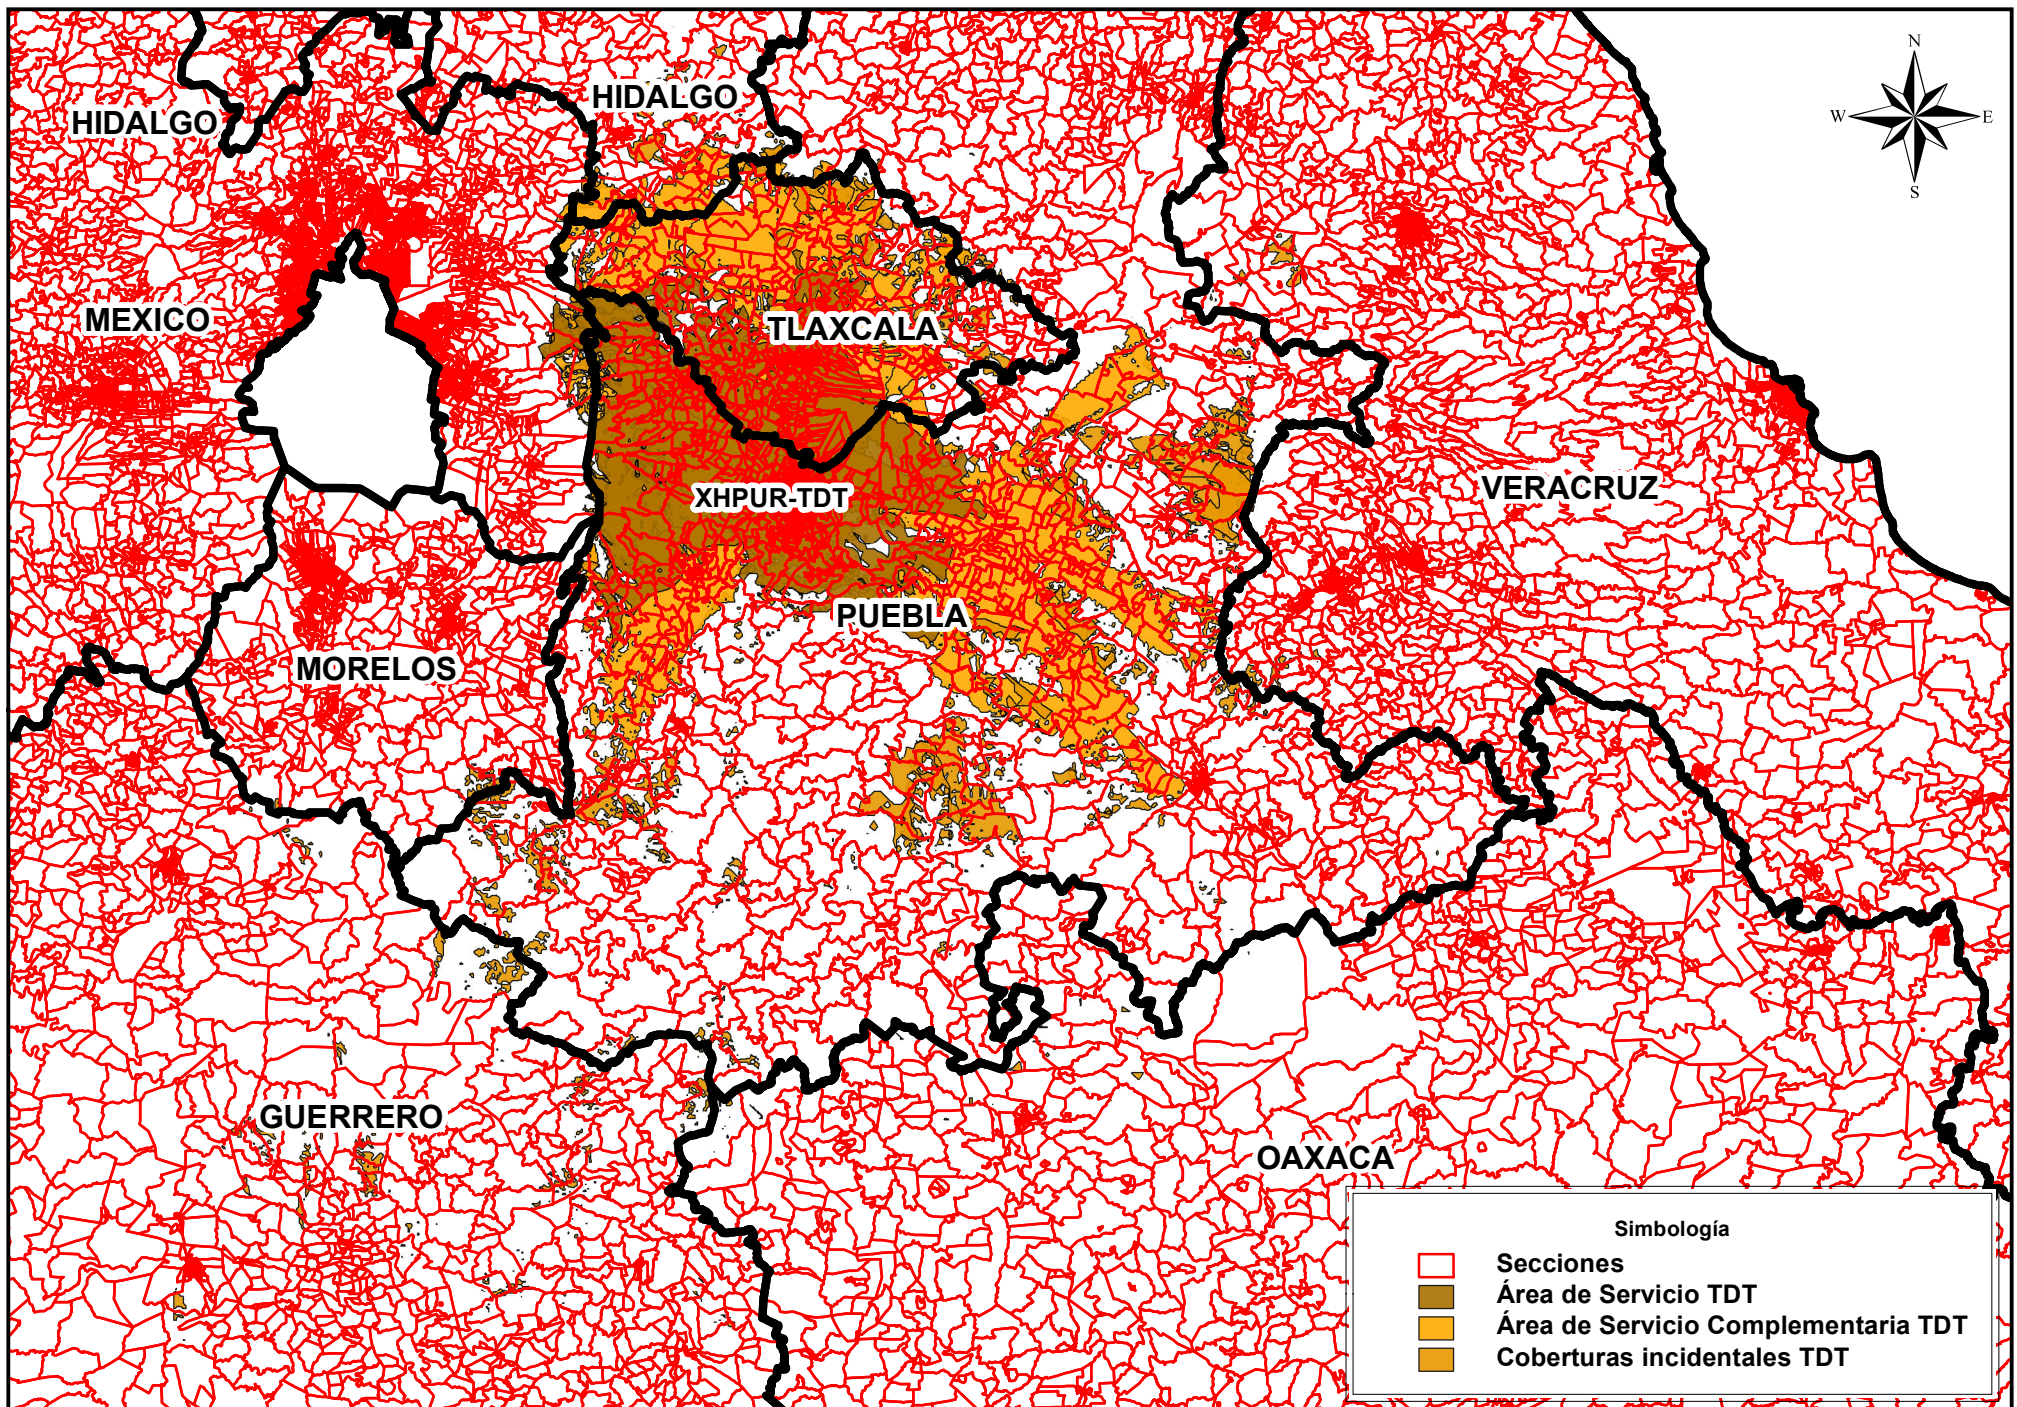 N
W E
S
HIDALGO
HIDALGO
MEXICO
TLAXCALA
XHPUR-TDT
VERACRUZ
PUEBLA
MORELOS
GUERRERO
OAXACA
Simbología
Secciones
Área de Servicio TDT
Área de Servicio Complementaria TDT
Coberturas incidentales TDT